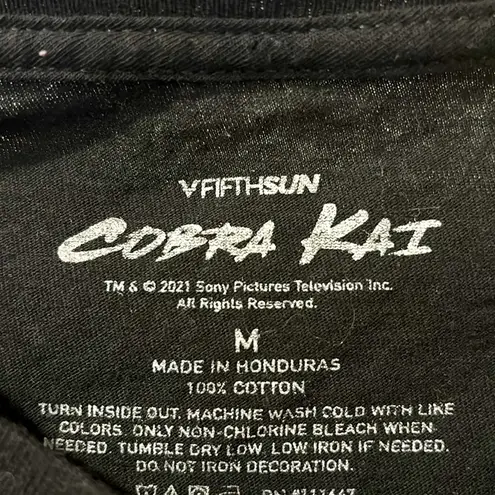 FIFTHSUN
COBRA KAI
TM & © 2021 Sony Pictures Television Inc.
All Rights Reserved.
M
MADE IN HONDURAS
100% COTTON
TURN INSIDE OUT. MACHINE WASH COLD WITH LIKE
COLORS. ONLY NON-CHLORINE BLEACH WHEN
NEEDED. TUMBLE DRY LOW. LOW IRON IF NEEDED.
DO NOT IRON DECORATION.